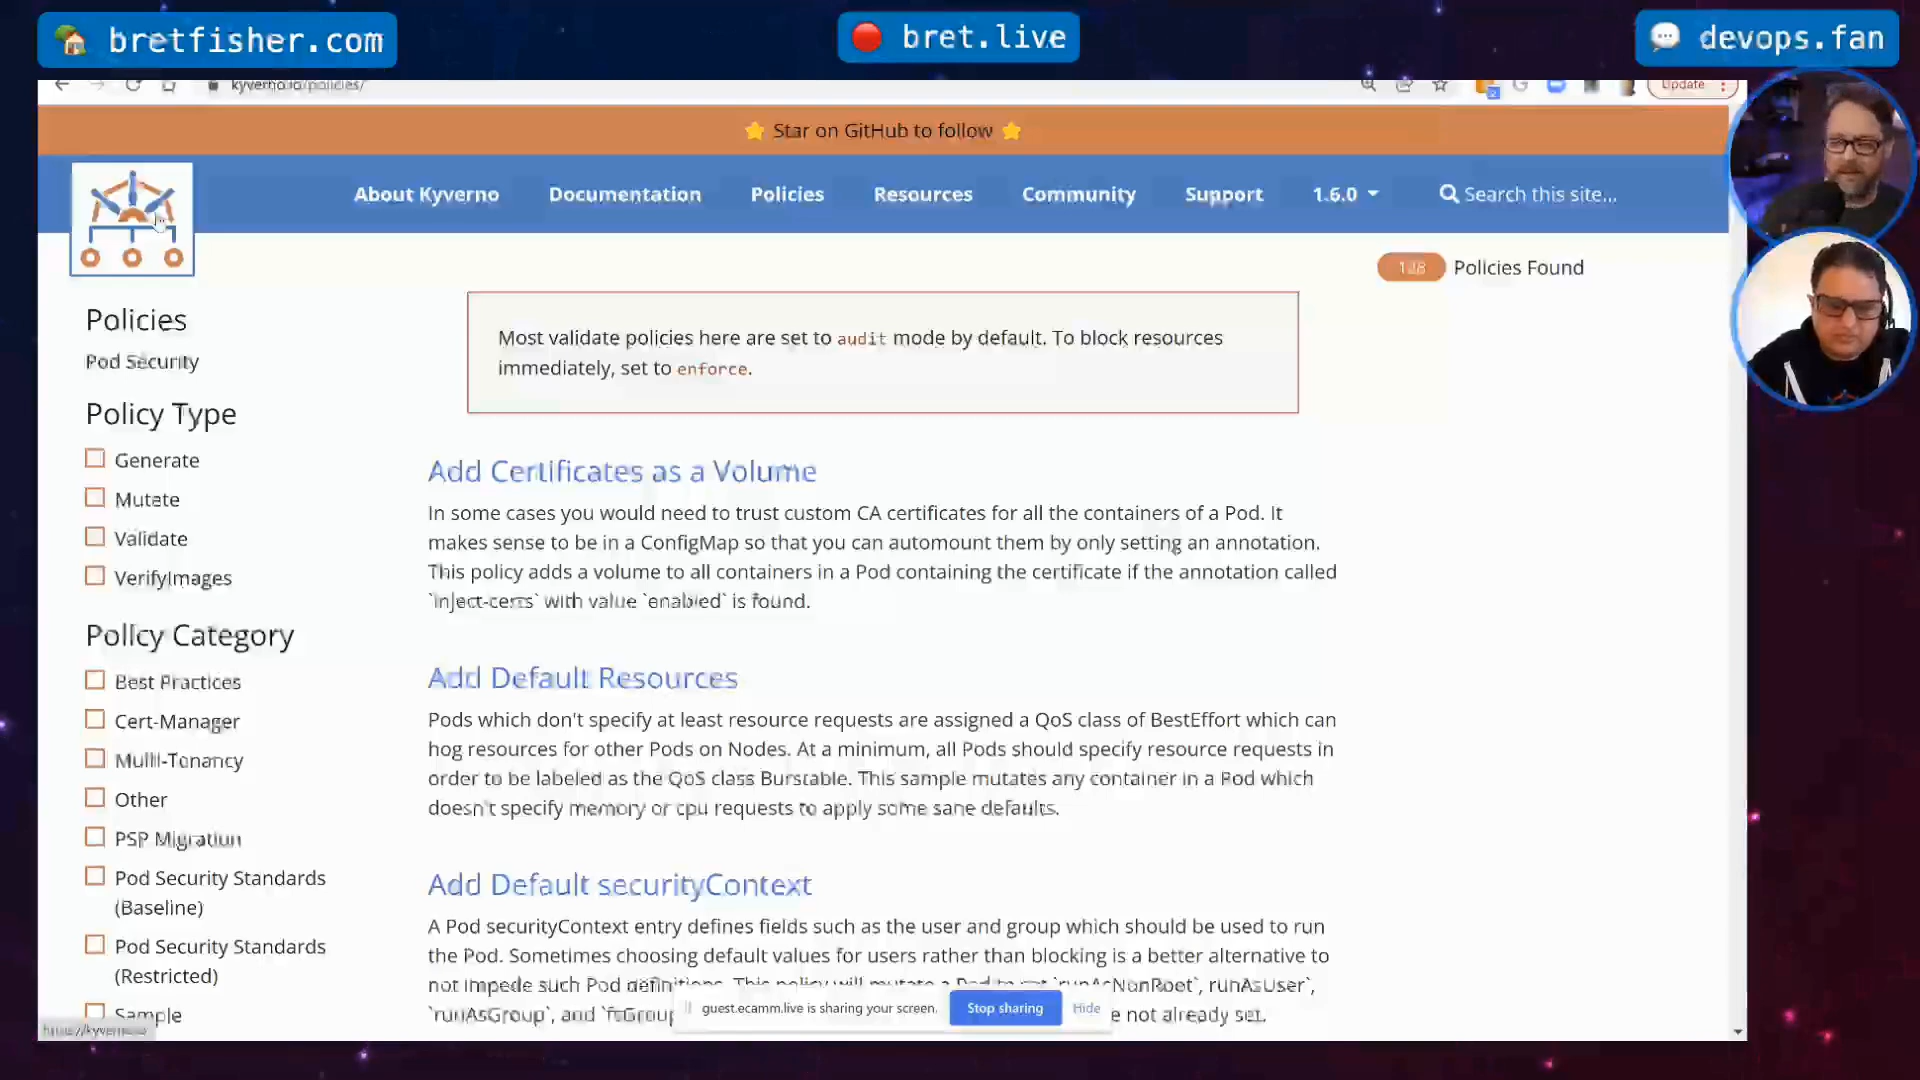 bretfisher.com
bret.live
devops.fan
kyverno.io/policies/
Update
Star on GitHub to follow
About Kyverno
Documentation
Policies
Resources
Community
Support
1.6.0
Search this site...
Policies Found
Policies
Pod Security
Policy Type
Generate
Mutate
Validate
VerifyImages
Policy Category
Best Practices
Cert-Manager
Multi-Tenancy
Other
PSP Migration
Pod Security Standards
(Baseline)
Pod Security Standards
(Restricted)
Sample
Most validate policies here are set to audit mode by default. To block resources
immediately, set to enforce.
Add Certificates as a Volume
In some cases you would need to trust custom CA certificates for all the containers of a Pod. It
makes sense to be in a ConfigMap so that you can automount them by only setting an annotation.
This policy adds a volume to all containers in a Pod containing the certificate if the annotation called
`inject-certs` with value `enabled` is found.
Add Default Resources
Pods which don't specify at least resource requests are assigned a QoS class of BestEffort which can
hog resources for other Pods on Nodes. At a minimum, all Pods should specify resource requests in
order to be labeled as the QoS class Burstable. This sample mutates any container in a Pod which
doesn't specify memory or cpu requests to apply some sane defaults.
Add Default securityContext
A Pod securityContext entry defines fields such as the user and group which should be used to run
the Pod. Sometimes choosing default values for users rather than blocking is a better alternative to
not impede such Pod definitions. This policy will mutate a Pod to set `runAsNonRoot`, runAsUser`,
`runAsGroup`, and `fsGroup e not already set.
guest.ecamm.live is sharing your screen.
Stop sharing
Hide
https://kyverno.io